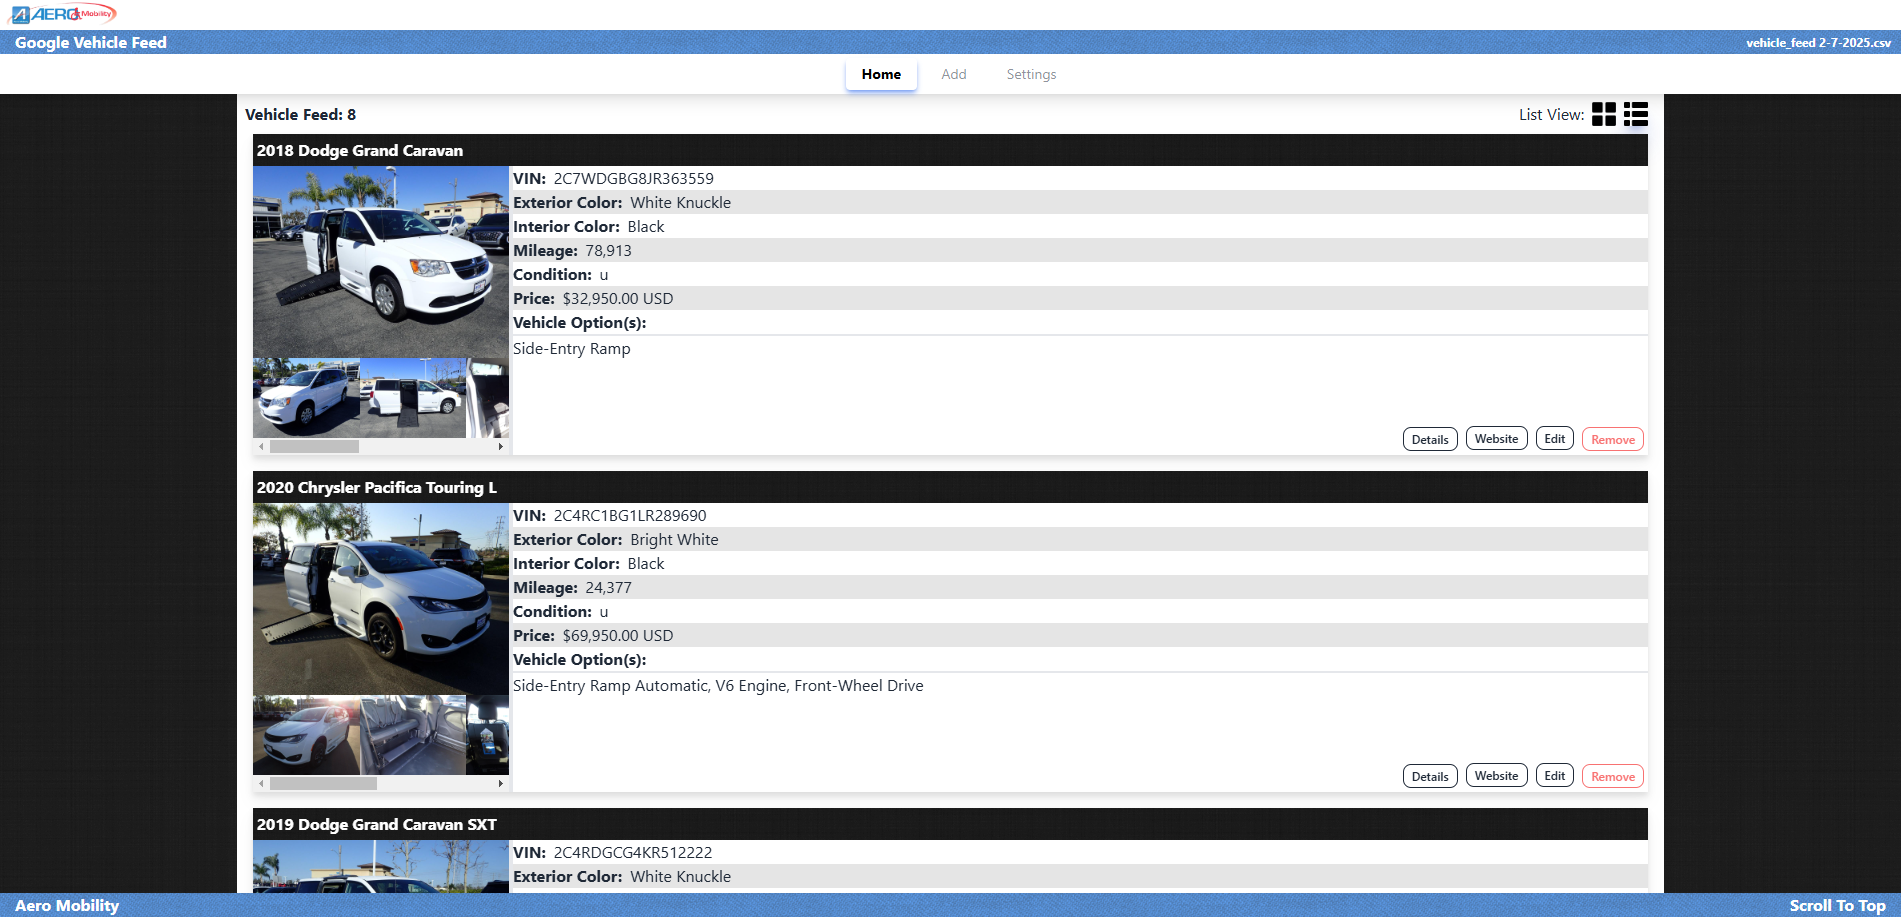 AERO Mobility
Google Vehicle Feed
vehicle_feed 2-7-2025.csv
Home Add Settings
Vehicle Feed: 8
List View:
2018 Dodge Grand Caravan
VIN: 2C7WDGBG8JR363559
Exterior Color: White Knuckle
Interior Color: Black
Mileage: 78,913
Condition: u
Price: $32,950.00 USD
Vehicle Option(s):
Side-Entry Ramp
Details Website Edit Remove
2020 Chrysler Pacifica Touring L
VIN: 2C4RC1BG1LR289690
Exterior Color: Bright White
Interior Color: Black
Mileage: 24,377
Condition: u
Price: $69,950.00 USD
Vehicle Option(s):
Side-Entry Ramp Automatic, V6 Engine, Front-Wheel Drive
Details Website Edit Remove
2019 Dodge Grand Caravan SXT
VIN: 2C4RDGCG4KR512222
Exterior Color: White Knuckle
Aero Mobility
Scroll To Top